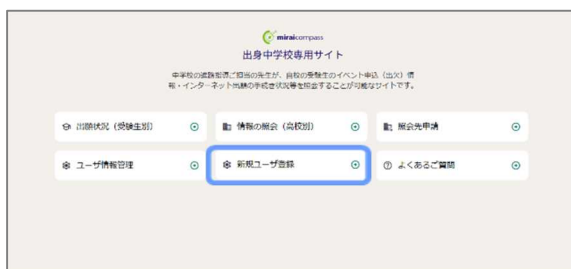 miraicompass
出身中学校専用サイト
中学校の進路指導ご担当の先生が、自校の受験生のイベント申込（出欠）情
報・インターネット出願の手続き状況等を照会することが可能なサイトです。
出願状況（受験生別）
情報の照会（高校別）
照会先申請
ユーザ情報管理
新規ユーザ登録
よくあるご質問